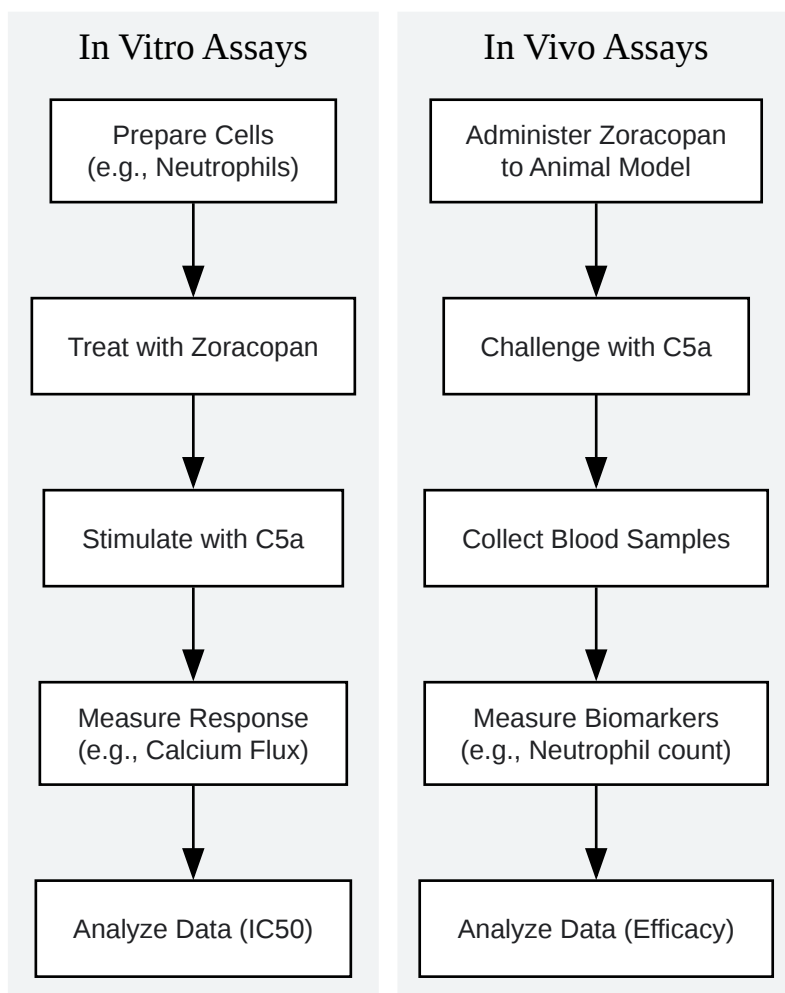 In Vitro Assays
Prepare Cells
(e.g., Neutrophils)
Treat with Zoracopan
Stimulate with C5a
Measure Response
(e.g., Calcium Flux)
Analyze Data (IC50)
In Vivo Assays
Administer Zoracopan
to Animal Model
Challenge with C5a
Collect Blood Samples
Measure Biomarkers
(e.g., Neutrophil count)
Analyze Data (Efficacy)